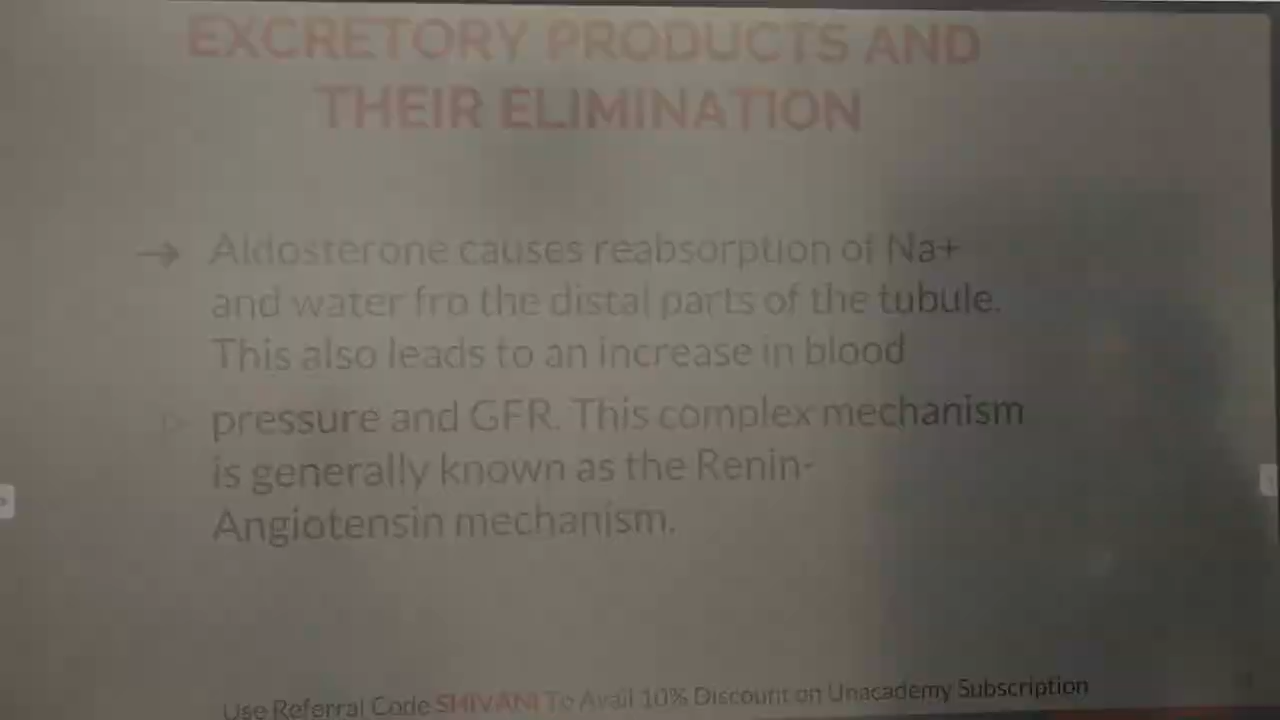 EXCRETORY PRODUCTS AND
THEIR ELIMINATION
→ Aldosterone causes reabsorption of Na+
and water fro the distal parts of the tubule.
This also leads to an increase in blood
pressure and GFR. This complex mechanism
is generally known as the Renin-
Angiotensin mechanism.
Use Referral Code SHIVANI To Avail 10% Discount on Unacademy Subscription